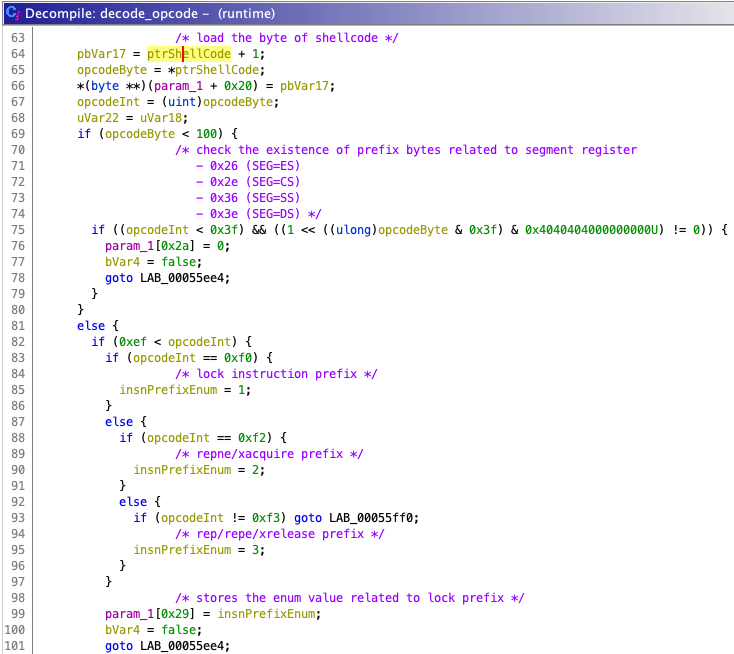 Decompile: decode_opcode - (runtime)
63 /* load the byte of shellcode */
64 pbVar17 = ptrShellCode + 1;
65 opcodeByte = *ptrShellCode;
66 *(byte **)(param_1 + 0x20) = pbVar17;
67 opcodeInt = (uint)opcodeByte;
68 uVar22 = uVar18;
69 if (opcodeByte < 100) {
70 /* check the existence of prefix bytes related to segment register
71 - 0x26 (SEG=ES)
72 - 0x2e (SEG=CS)
73 - 0x36 (SEG=SS)
74 - 0x3e (SEG=DS) */
75 if ((opcodeInt < 0x3f) && ((1 << ((ulong)opcodeByte & 0x3f) & 0x4040404000000000U) != 0)) {
76 param_1[0x2a] = 0;
77 bVar4 = false;
78 goto LAB_00055ee4;
79 }
80 }
81 else {
82 if (0xef < opcodeInt) {
83 if (opcodeInt == 0xf0) {
84 /* lock instruction prefix */
85 insnPrefixEnum = 1;
86 }
87 else {
88 if (opcodeInt == 0xf2) {
89 /* repne/xacquire prefix */
90 insnPrefixEnum = 2;
91 }
92 else {
93 if (opcodeInt != 0xf3) goto LAB_00055ff0;
94 /* rep/repe/xrelease prefix */
95 insnPrefixEnum = 3;
96 }
97 }
98 /* stores the enum value related to lock prefix */
99 param_1[0x29] = insnPrefixEnum;
100 bVar4 = false;
101 goto LAB_00055ee4;